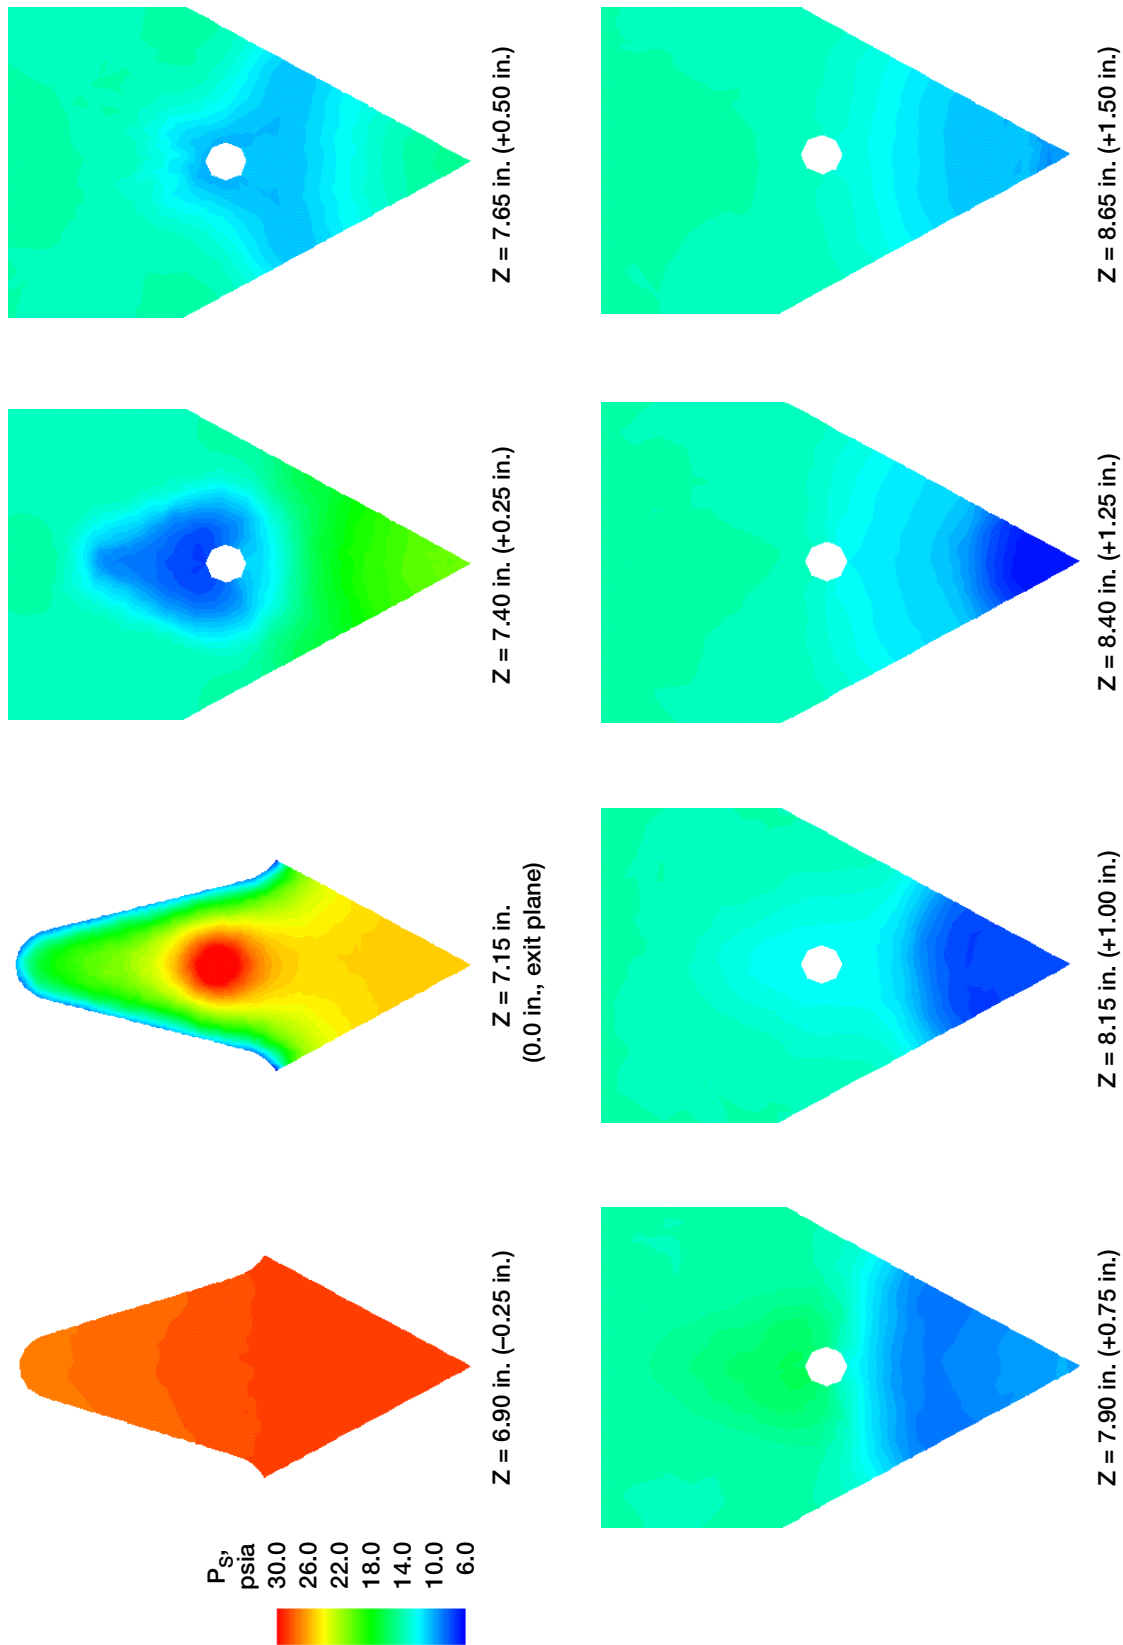 P_S,
psia
30.0
26.0
22.0
18.0
14.0
10.0
6.0
Z = 6.90 in. (–0.25 in.)
Z = 7.15 in.
(0.0 in., exit plane)
Z = 7.40 in. (+0.25 in.)
Z = 7.65 in. (+0.50 in.)
Z = 7.90 in. (+0.75 in.)
Z = 8.15 in. (+1.00 in.)
Z = 8.40 in. (+1.25 in.)
Z = 8.65 in. (+1.50 in.)